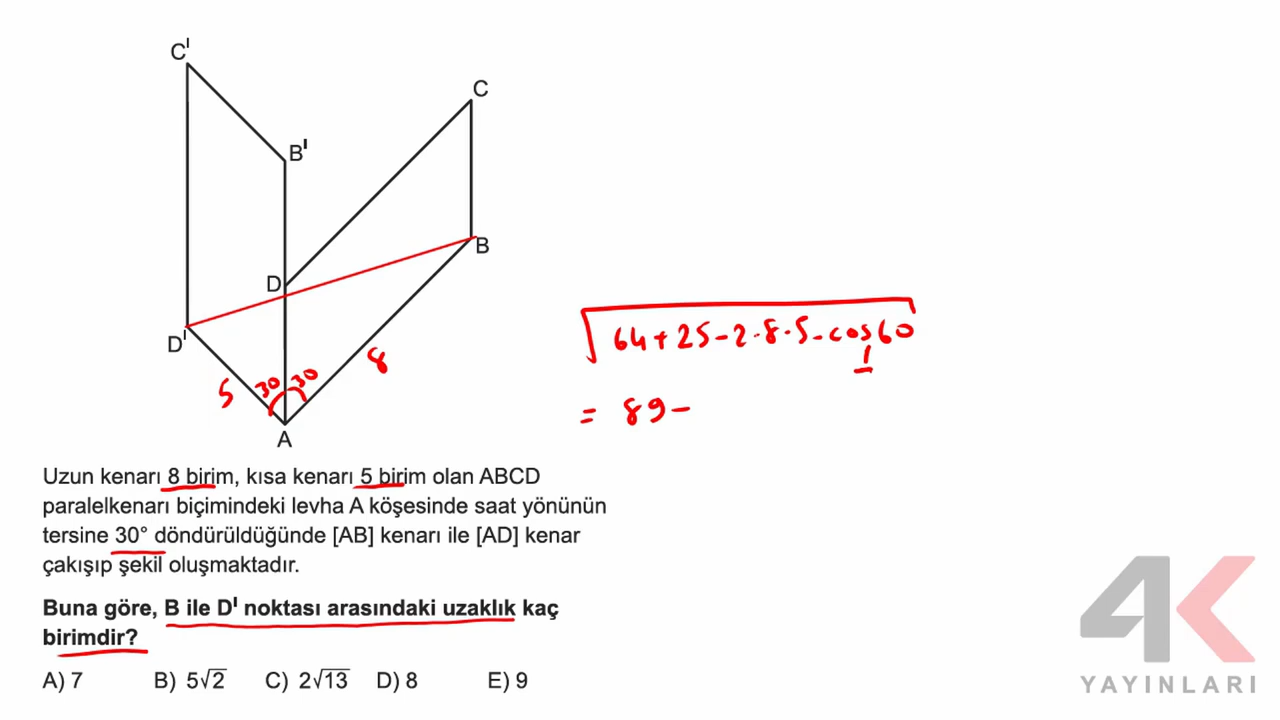 C'
C
B'
D
B
D'
5
30
30
8
A
√64+25-2·8·5·cos60
1
= 89-
Uzun kenarı 8 birim, kısa kenarı 5 birim olan ABCD
paralelkenarı biçimindeki levha A köşesinde saat yönünün
tersine 30° döndürüldüğünde [AB] kenarı ile [AD] kenar
çakışıp şekil oluşmaktadır.
Buna göre, B ile D' noktası arasındaki uzaklık kaç
birimdir?
A) 7 B) 5√2 C) 2√13 D) 8 E) 9
4K
YAYINLARI